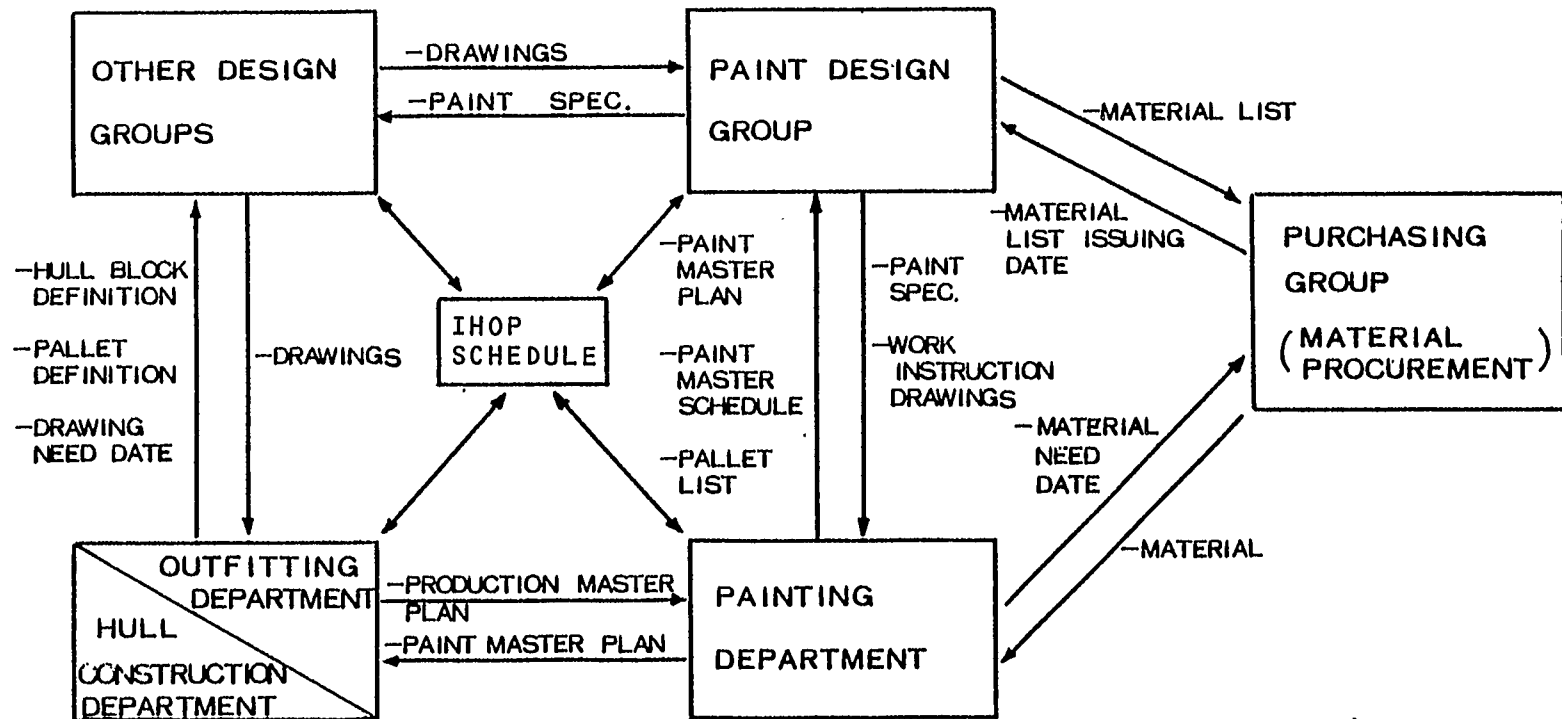 OTHER DESIGN
GROUPS
-DRAWINGS
-PAINT SPEC.
PAINT DESIGN
GROUP
-MATERIAL LIST
-MATERIAL
LIST ISSUING
DATE
PURCHASING
GROUP
(MATERIAL
PROCUREMENT)
-HULL BLOCK
DEFINITION
-PALLET
DEFINITION
-DRAWING
NEED DATE
-DRAWINGS
IHOP
SCHEDULE
-PAINT
MASTER
PLAN
-PAINT
MASTER
SCHEDULE
-PALLET
LIST
-PAINT
SPEC.
-WORK
INSTRUCTION
DRAWINGS
-MATERIAL
NEED
DATE
-MATERIAL
OUTFITTING
DEPARTMENT
HULL
CONSTRUCTION
DEPARTMENT
-PRODUCTION MASTER
PLAN
-PAINT MASTER PLAN
PAINTING
DEPARTMENT